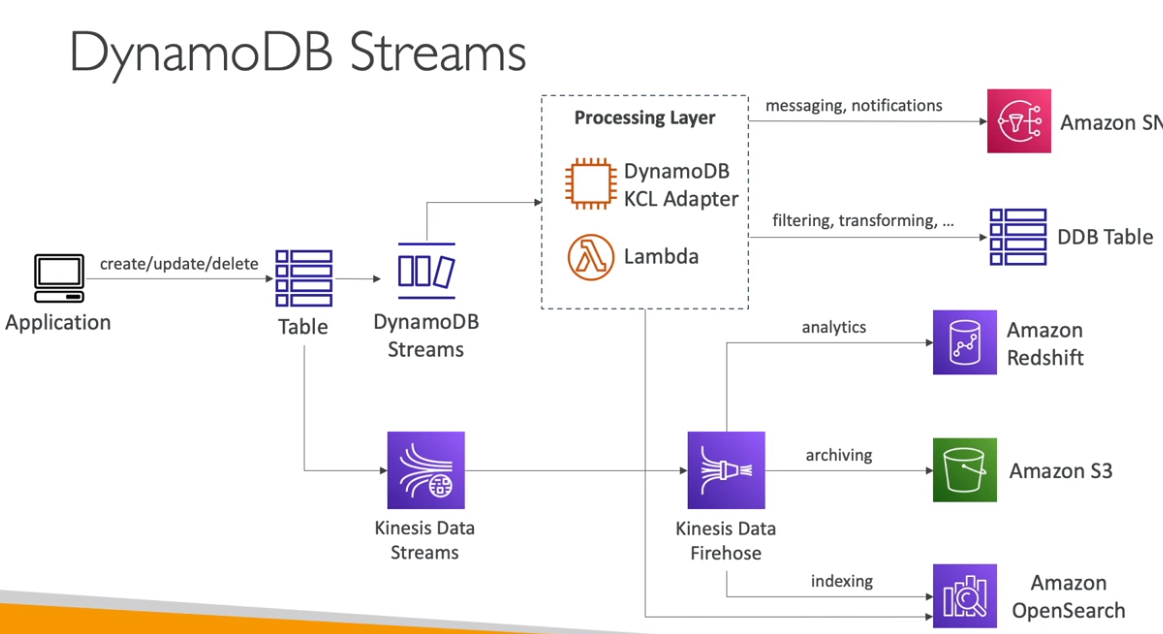 DynamoDB Streams
Processing Layer
DynamoDB
KCL Adapter
Lambda
messaging, notifications
Amazon SN
filtering, transforming, ...
DDB Table
create/update/delete
Application
Table
DynamoDB
Streams
analytics
Amazon
Redshift
archiving
Amazon S3
Kinesis Data
Streams
Kinesis Data
Firehose
indexing
Amazon
OpenSearch